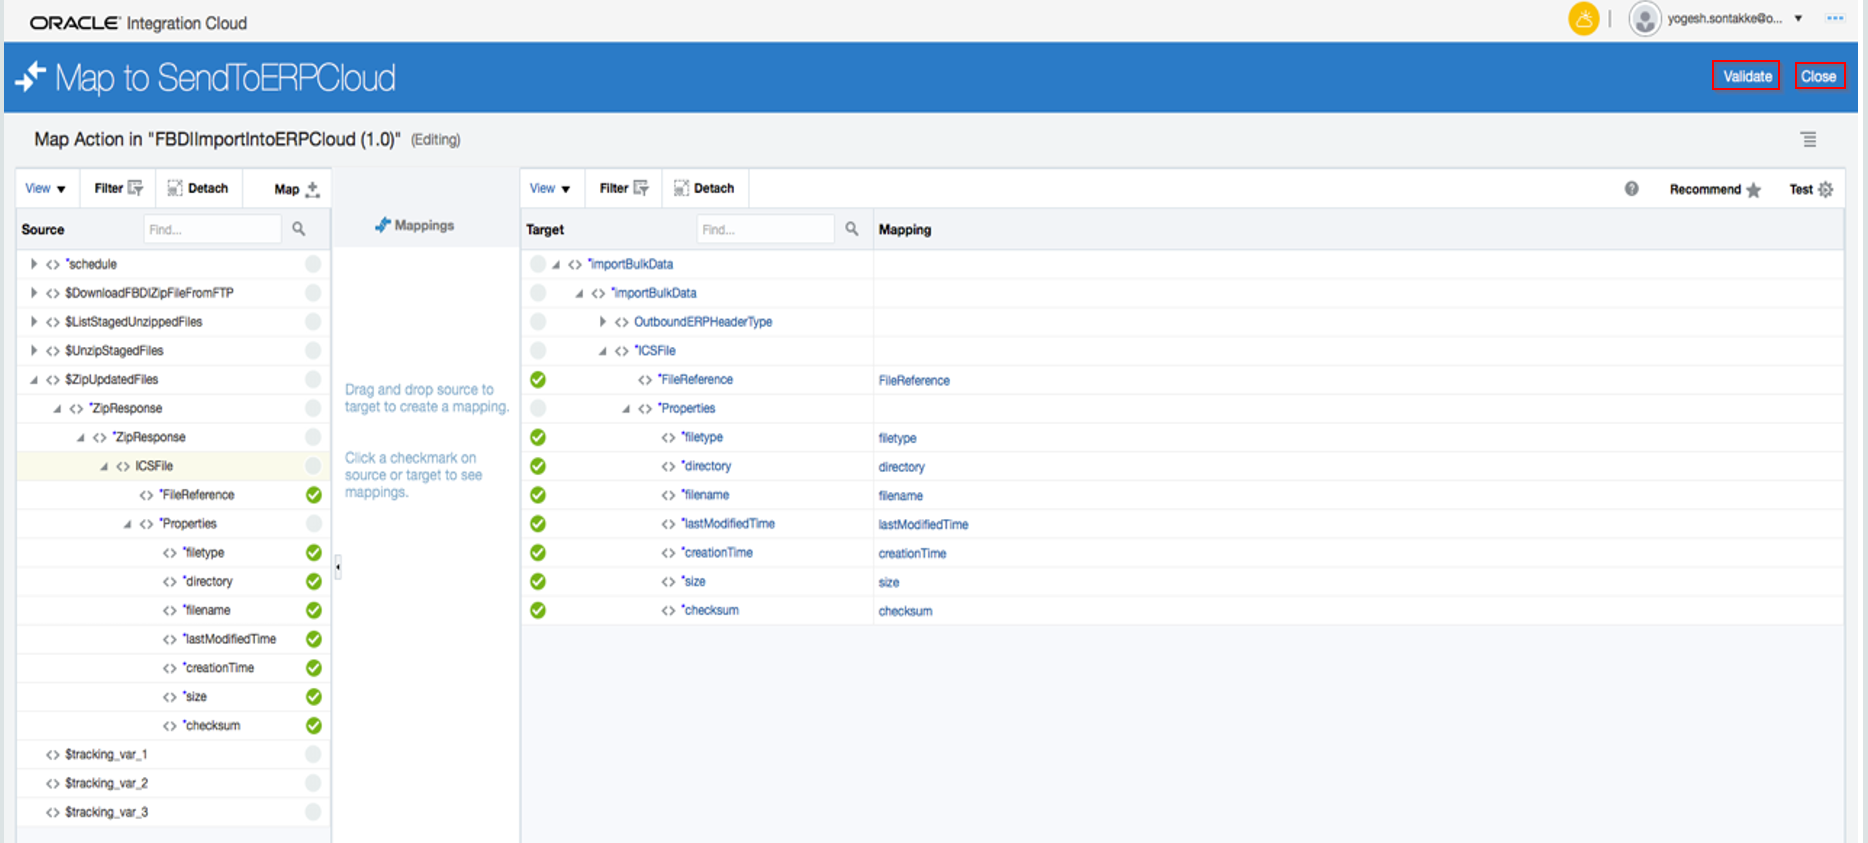 ORACLE Integration Cloud
yogesh.sontakke@o...
Map to SendToERPCloud
Validate
Close
Map Action in "FBDIImportIntoERPCloud (1.0)" (Editing)
View Filter Detach Map
Source Find...
*schedule
$DownloadFBDIZipFileFromFTP
$ListStagedUnzippedFiles
$UnzipStagedFiles
$ZipUpdatedFiles
*ZipResponse
*ZipResponse
ICSFile
*FileReference
*Properties
*filetype
*directory
*filename
*lastModifiedTime
*creationTime
*size
*checksum
$tracking_var_1
$tracking_var_2
$tracking_var_3
Mappings
Drag and drop source to
target to create a mapping.
Click a checkmark on
source or target to see
mappings.
View Filter Detach
? Recommend Test
Target Find... Mapping
*importBulkData
*importBulkData
OutboundERPHeaderType
*ICSFile
*FileReference FileReference
*Properties
*filetype filetype
*directory directory
*filename filename
*lastModifiedTime lastModifiedTime
*creationTime creationTime
*size size
*checksum checksum